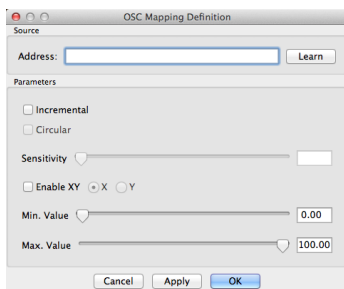 OSC Mapping Definition
Source
Address:
Learn
Parameters
Incremental
Circular
Sensitivity
Enable XY X Y
Min. Value 0.00
Max. Value 100.00
Cancel Apply OK